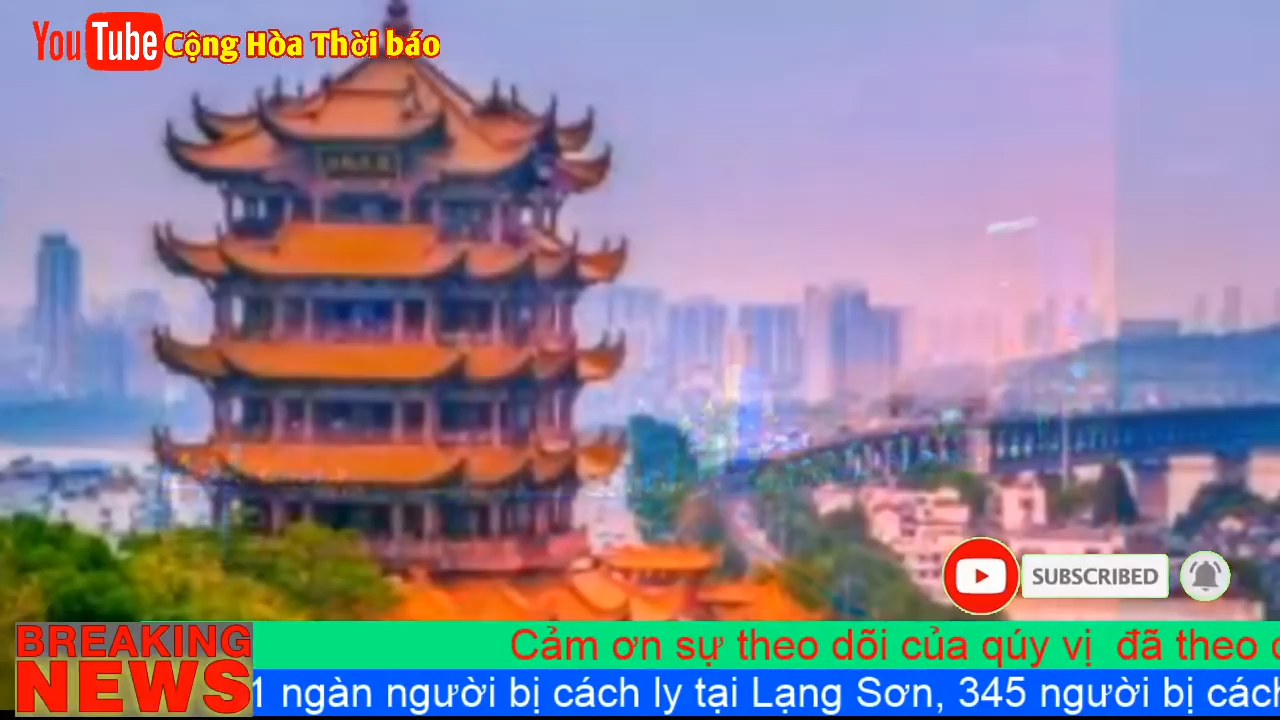 YouTube Cộng Hòa Thời báo
SUBSCRIBED
BREAKING
NEWS
Cảm ơn sự theo dõi của qúy vị đã theo
1 ngàn người bị cách ly tại Lạng Sơn, 345 người bị cách